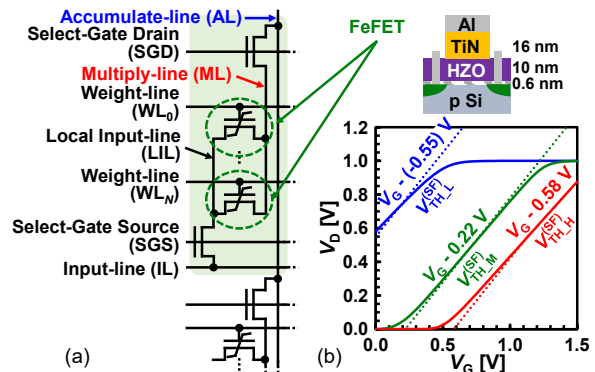 Accumulate-line (AL)
Select-Gate Drain
(SGD)
Multiply-line (ML)
Weight-line
(WL0)
Local Input-line
(LIL)
Weight-line
(WLN)
Select-Gate Source
(SGS)
Input-line (IL)
(a)
FeFET
Al
TiN
HZO
p Si
16 nm
10 nm
0.6 nm
VG - (-0.55) V
VTH_L(SF)
VG - 0.22 V
VTH_M(SF)
VG - 0.58 V
VTH_H(SF)
1.2
1.0
0.8
0.6
0.4
0.2
0.0
VD [V]
0.0 0.5 1.0 1.5
VG [V]
(b)